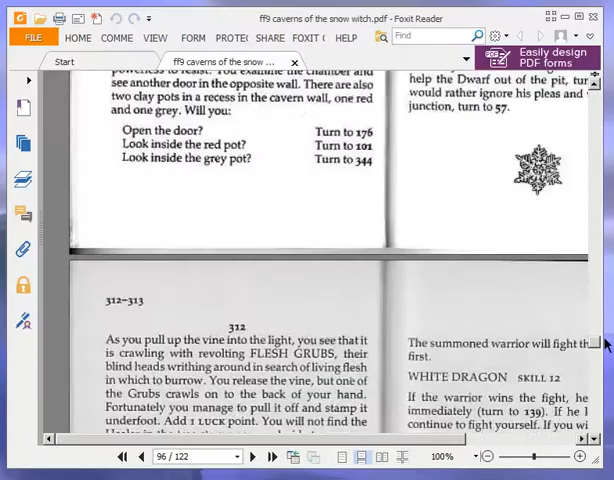 ff9 caverns of the snow witch.pdf - Foxit Reader
FILE
HOME
COMME
VIEW
FORM
PROTE
SHARE
FOXIT C
HELP
Find
Start
ff9 caverns of the snow ...
Easily design
PDF forms
powerless to resist. You examine the chamber and
see another door in the opposite wall. There are also
two clay pots in a recess in the cavern wall, one red
and one grey. Will you:
Open the door? Turn to 176
Look inside the red pot? Turn to 101
Look inside the grey pot? Turn to 344
help the Dwarf out of the pit, tur
would rather ignore his pleas and
junction, turn to 57.
312-313
312
As you pull up the vine into the light, you see that it
is crawling with revolting FLESH GRUBS, their
blind heads writhing around in search of living flesh
in which to burrow. You release the vine, but one of
the Grubs crawls on to the back of your hand.
Fortunately you manage to pull it off and stamp it
underfoot. Add 1 LUCK point. You will not find the
The summoned warrior will fight th
first.
WHITE DRAGON SKILL 12
If the warrior wins the fight, he
immediately (turn to 139). If he l
continue to fight yourself. If you wi
96 / 122
100%